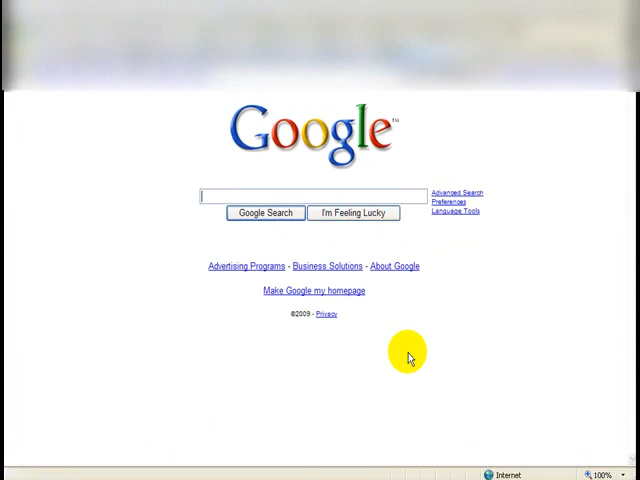 Google™
Advanced Search
Preferences
Google Search I'm Feeling Lucky Language Tools
Advertising Programs - Business Solutions - About Google
Make Google my homepage
©2009 - Privacy
Internet 100%